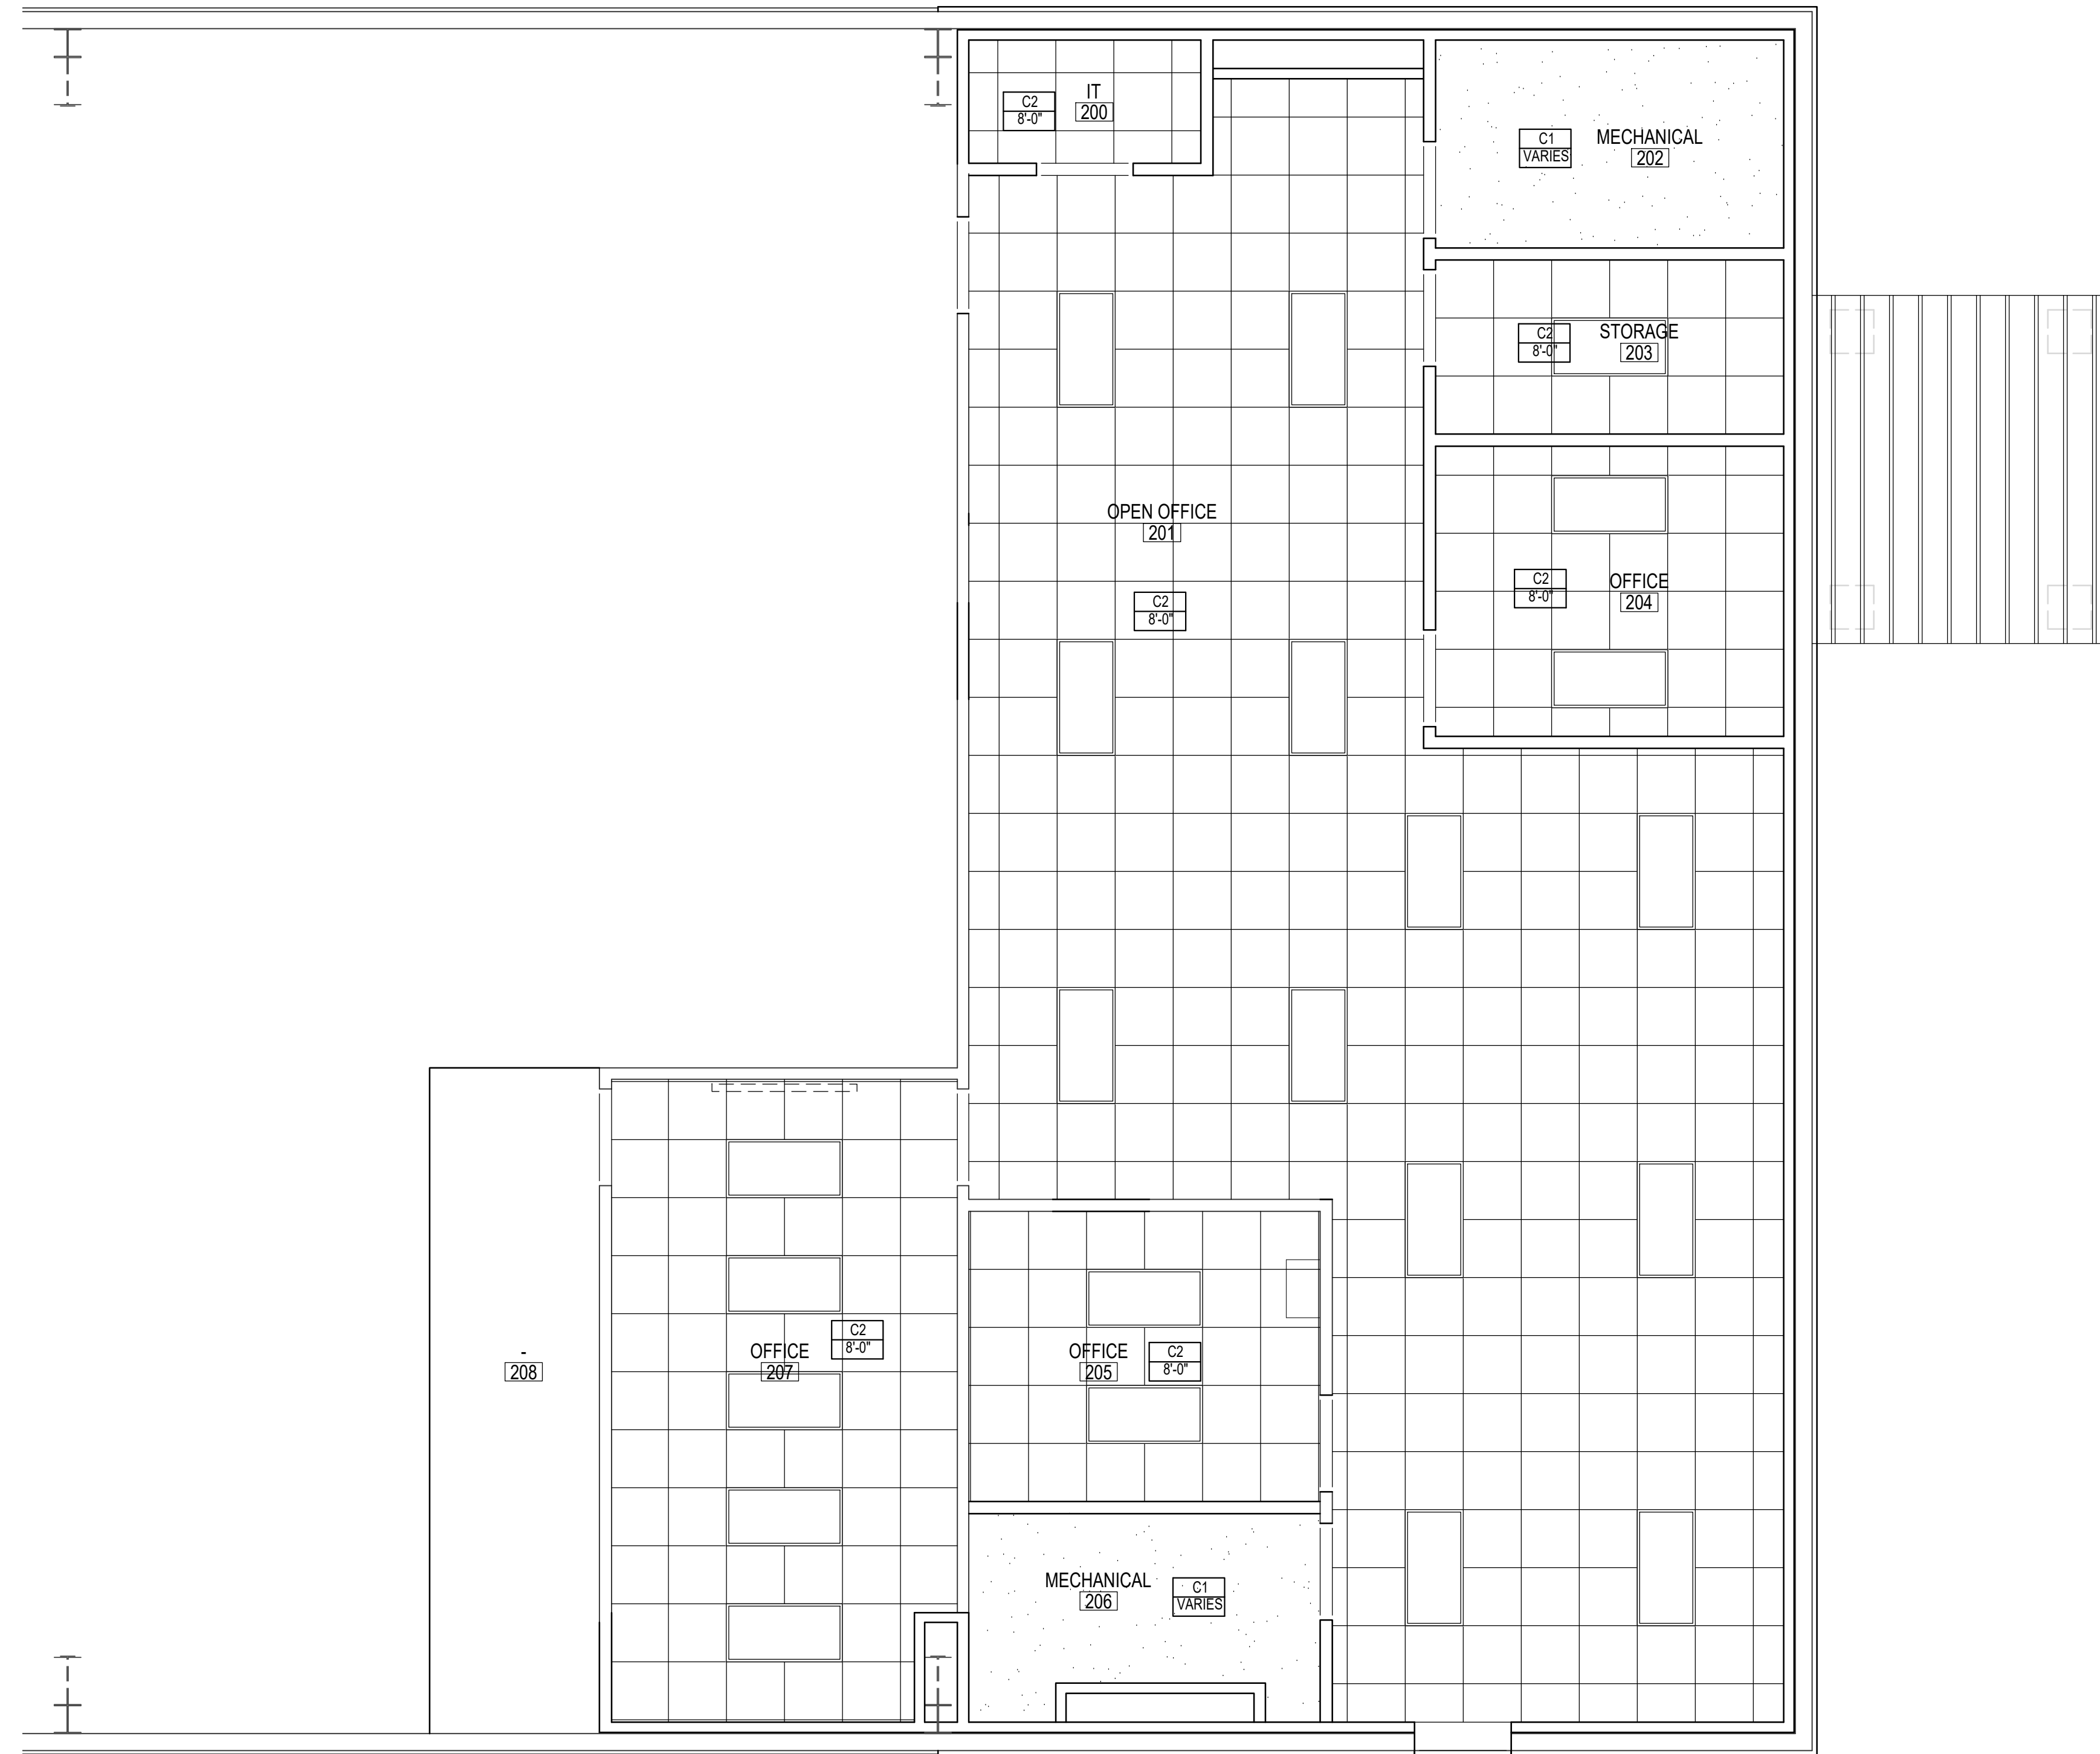 IT
200
C2
8'-0"
MECHANICAL
202
C1
VARIES
STORAGE
203
C2
8'-0"
OPEN OFFICE
201
C2
8'-0"
OFFICE
204
C2
8'-0"
-
208
OFFICE
207
C2
8'-0"
OFFICE
205
C2
8'-0"
MECHANICAL
206
C1
VARIES